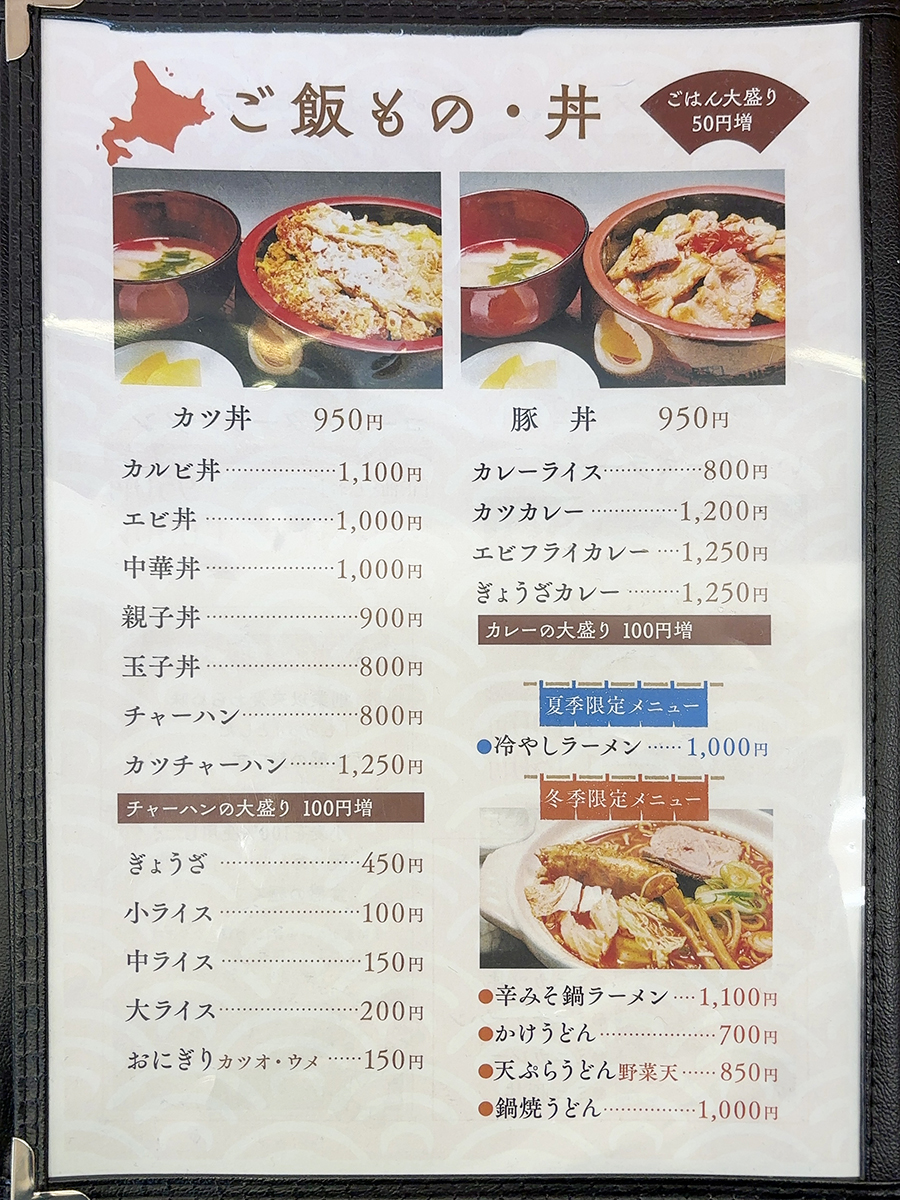 ご飯もの・丼
ごはん大盛り
50円増
カツ丼 950円
豚 丼 950円
カルビ丼 1,100円
エビ丼 1,000円
中華丼 1,000円
親子丼 900円
玉子丼 800円
チャーハン 800円
カツチャーハン 1,250円
チャーハンの大盛り 100円増
ぎょうざ 450円
小ライス 100円
中ライス 150円
大ライス 200円
おにぎりカツオ・ウメ 150円
カレーライス 800円
カツカレー 1,200円
エビフライカレー 1,250円
ぎょうざカレー 1,250円
カレーの大盛り 100円増
夏季限定メニュー
●冷やしラーメン 1,000円
冬季限定メニュー
●辛みそ鍋ラーメン 1,100円
●かけうどん 700円
●天ぷらうどん野菜天 850円
●鍋焼うどん 1,000円